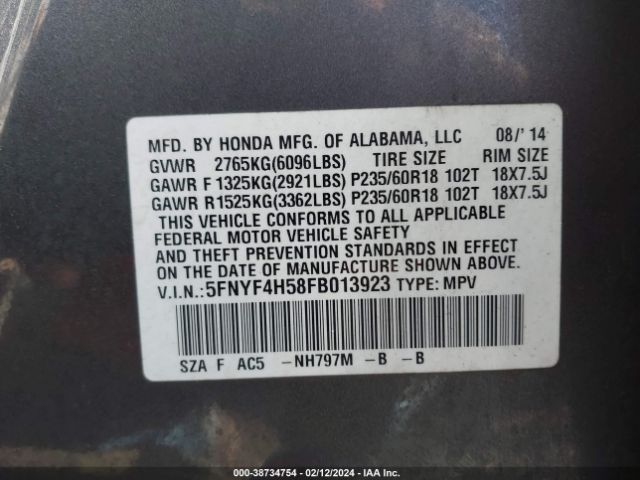 MFD. BY HONDA MFG. OF ALABAMA, LLC 08/'14
GVWR 2765KG(6096LBS) TIRE SIZE RIM SIZE
GAWR F 1325KG(2921LBS) P235/60R18 102T 18X7.5J
GAWR R1525KG(3362LBS) P235/60R18 102T 18X7.5J
THIS VEHICLE CONFORMS TO ALL APPLICABLE
FEDERAL MOTOR VEHICLE SAFETY
AND THEFT PREVENTION STANDARDS IN EFFECT
ON THE DATE OF MANUFACTURE SHOWN ABOVE.
V.I.N.:5FNYF4H58FB013923 TYPE: MPV
SZA F AC5 -NH797M -B -B
000-38734754 - 02/12/2024 - IAA Inc.